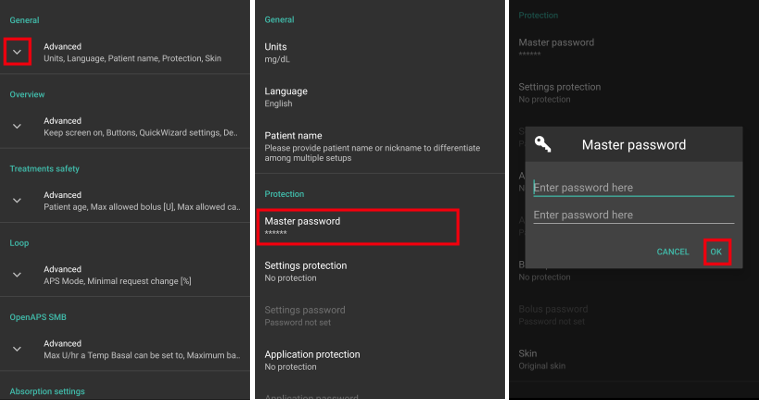 General
Advanced
Units, Language, Patient name, Protection, Skin
Overview
Advanced
Keep screen on, Buttons, QuickWizard settings, De..
Treatments safety
Advanced
Patient age, Max allowed bolus [U], Max allowed ca..
Loop
Advanced
APS Mode, Minimal request change [%]
OpenAPS SMB
Advanced
Max U/hr a Temp Basal can be set to, Maximum ba..
Absorption settings
General
Units
mg/dL
Language
English
Patient name
Please provide patient name or nickname to differentiate
among multiple setups
Protection
Master password
******
Settings protection
No protection
Settings password
Password not set
Application protection
No protection
Application password
Protection
Master password
******
Settings protection
No protection
Master password
Enter password here
Enter password here
CANCEL OK
No protection
Bolus password
Password not set
Skin
Original skin